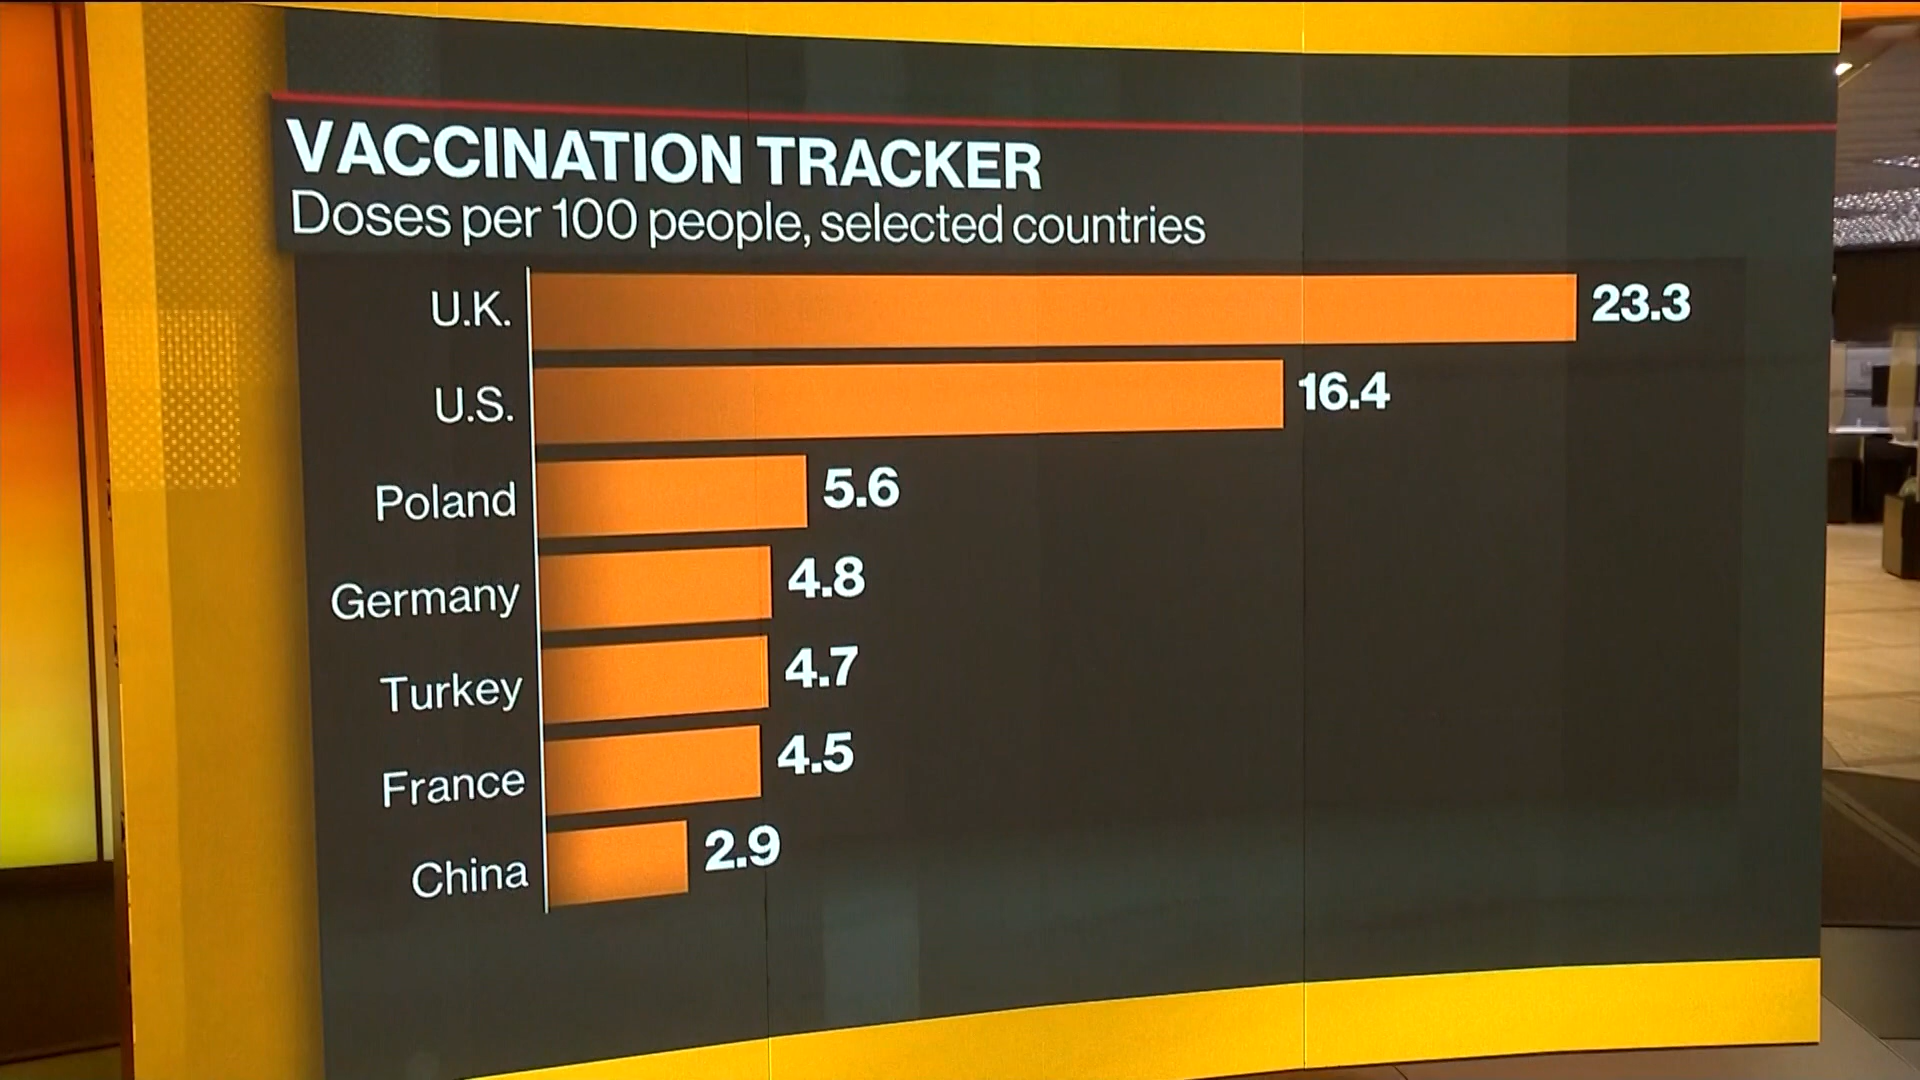 VACCINATION TRACKER
Doses per 100 people, selected countries
U.K. 23.3
U.S. 16.4
Poland 5.6
Germany 4.8
Turkey 4.7
France 4.5
China 2.9